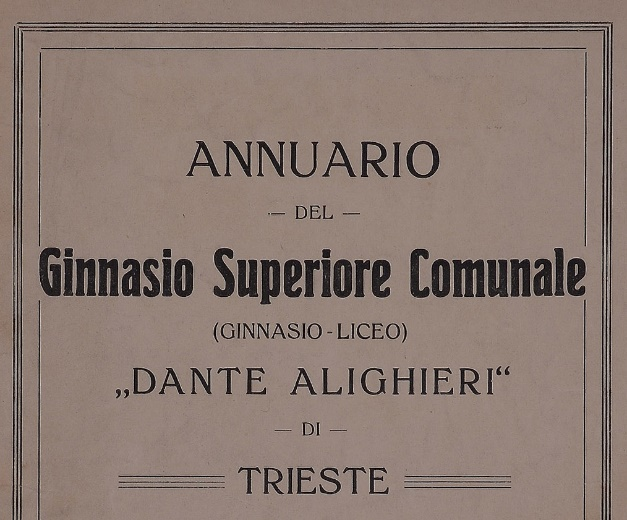 ANNUARIO
— DEL —
Ginnasio Superiore Comunale
(GINNASIO-LICEO)
„DANTE ALIGHIERI“
— DI —
TRIESTE